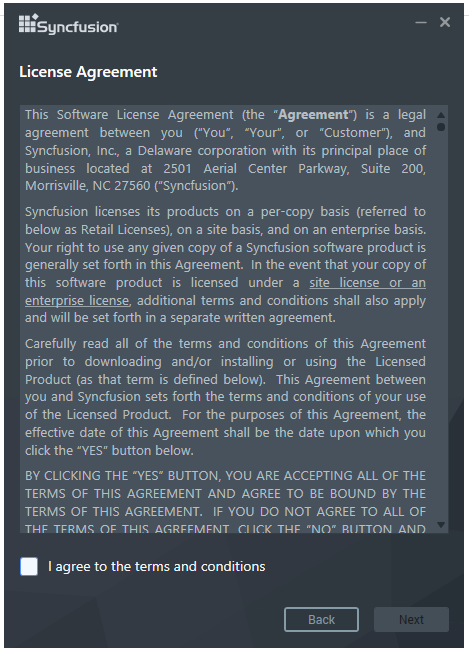 Syncfusion
License Agreement
This Software License Agreement (the “Agreement”) is a legal
agreement between you (“You”, “Your”, or “Customer”), and
Syncfusion, Inc., a Delaware corporation with its principal place of
business located at 2501 Aerial Center Parkway, Suite 200,
Morrisville, NC 27560 (“Syncfusion”).
Syncfusion licenses its products on a per-copy basis (referred to
below as Retail Licenses), on a site basis, and on an enterprise basis.
Your right to use any given copy of a Syncfusion software product is
generally set forth in this Agreement. In the event that your copy of
this software product is licensed under a site license or an
enterprise license, additional terms and conditions shall also apply
and will be set forth in a separate written agreement.
Carefully read all of the terms and conditions of this Agreement
prior to downloading and/or installing or using the Licensed
Product (as that term is defined below). This Agreement between
you and Syncfusion sets forth the terms and conditions of your use
of the Licensed Product. For the purposes of this Agreement, the
effective date of this Agreement shall be the date upon which you
click the “YES” button below.
BY CLICKING THE “YES” BUTTON, YOU ARE ACCEPTING ALL OF THE
TERMS OF THIS AGREEMENT AND AGREE TO BE BOUND BY THE
TERMS OF THIS AGREEMENT. IF YOU DO NOT AGREE TO ALL OF
THE TERMS OF THIS AGREEMENT, CLICK THE “NO” BUTTON AND
I agree to the terms and conditions
Back
Next